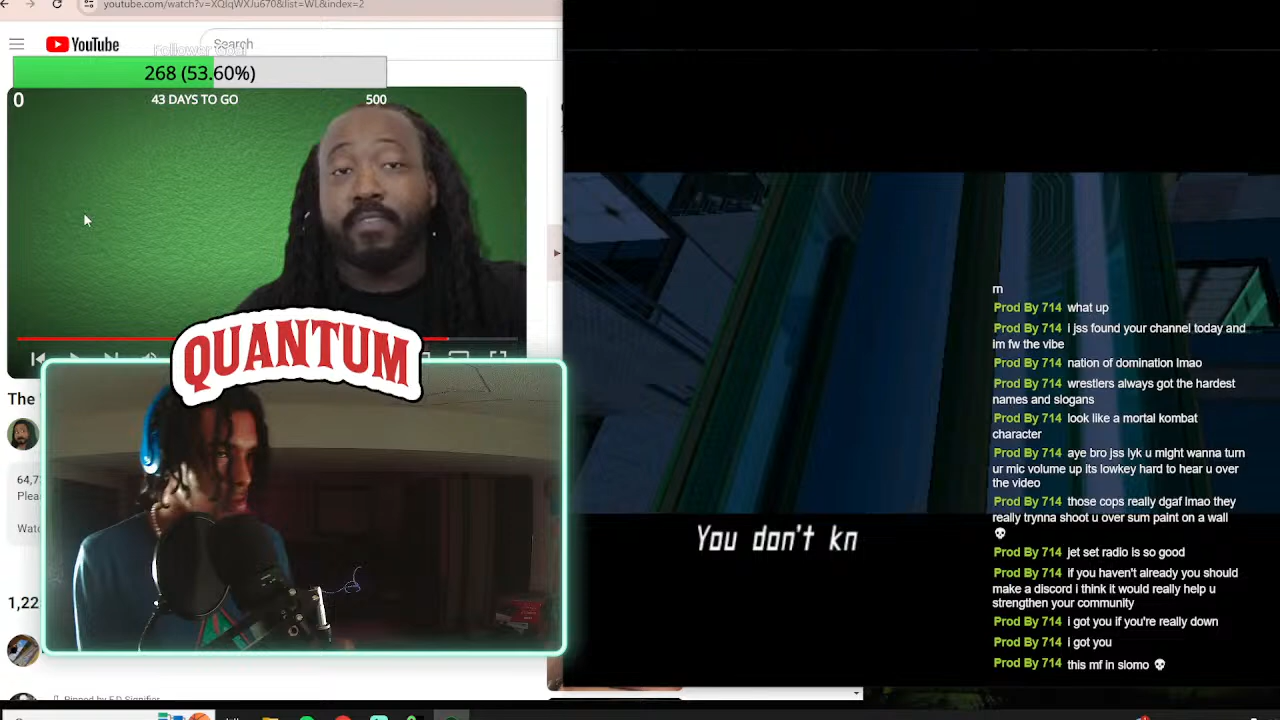 youtube.com/watch?v=XQIqWXJu670&list=WL&index=2
YouTube
Search
268 (53.60%)
0
43 DAYS TO GO
500
QUANTUM
The
64,7
Plea
Wato
1,22
You don't kn
m
Prod By 714 what up
Prod By 714 i jss found your channel today and
im fw the vibe
Prod By 714 nation of domination lmao
Prod By 714 wrestlers always got the hardest
names and slogans
Prod By 714 look like a mortal kombat
character
Prod By 714 aye bro jss lyk u might wanna turn
ur mic volume up its lowkey hard to hear u over
the video
Prod By 714 those cops really dgaf lmao they
really trynna shoot u over sum paint on a wall
💀
Prod By 714 jet set radio is so good
Prod By 714 if you haven't already you should
make a discord i think it would really help u
strengthen your community
Prod By 714 i got you if you're really down
Prod By 714 i got you
Prod By 714 this mf in slomo 💀